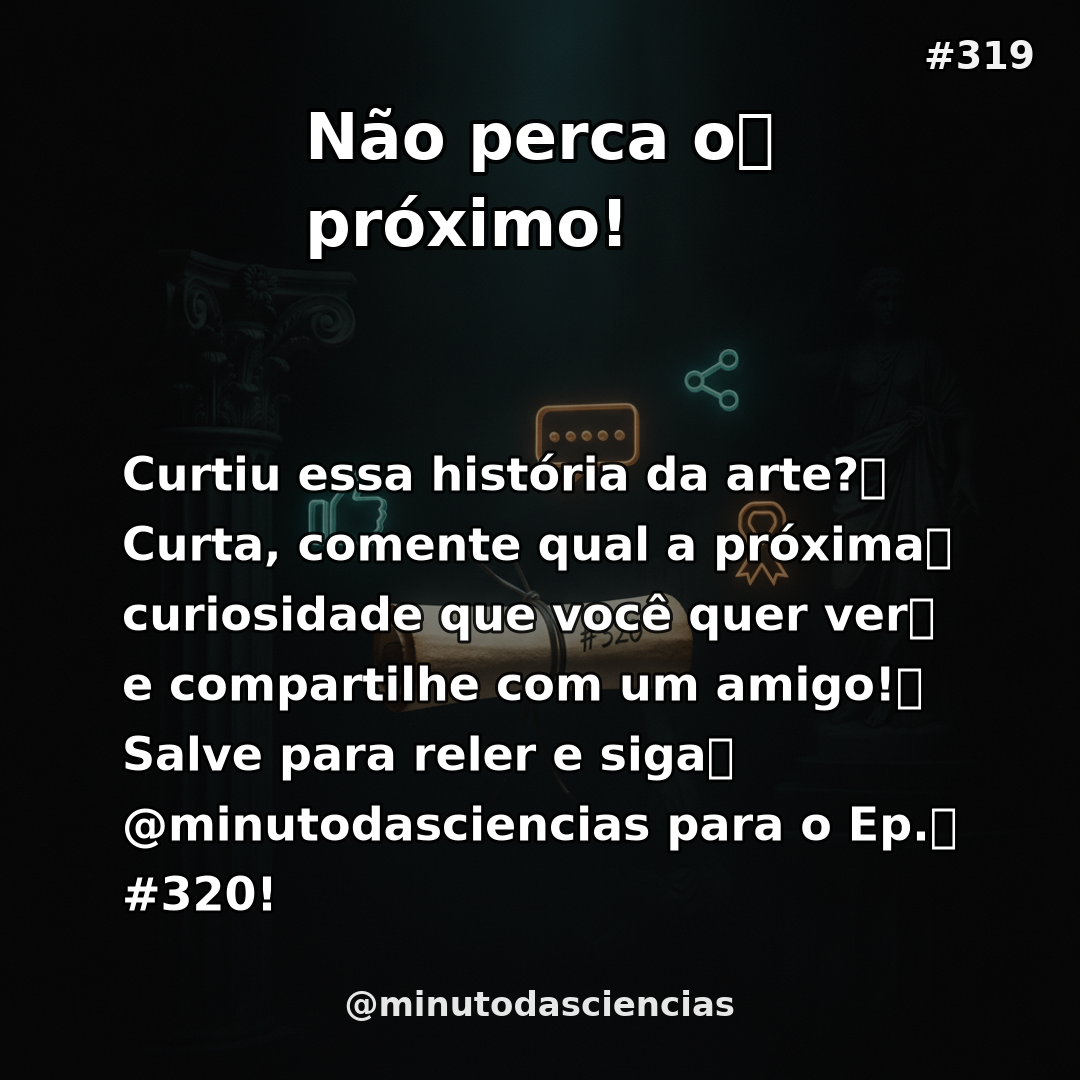 #319
Não perca o▯
próximo!
Curtiu essa história da arte?▯
Curta, comente qual a próxima▯
curiosidade que você quer ver▯
#320
e compartilhe com um amigo!▯
Salve para reler e siga▯
@minutodasciencias para o Ep.▯
#320!
@minutodasciencias